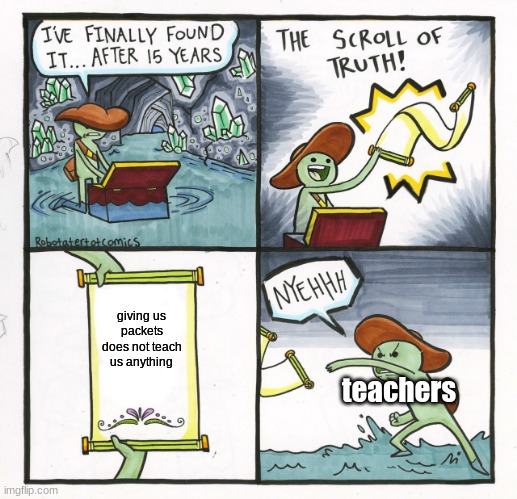 I'VE FINALLY FOUND
IT... AFTER 15 YEARS
THE SCROLL OF
TRUTH!
Robotatertotcomics
giving us
packets
does not teach
us anything
NYEHHH
teachers
imgflip.com